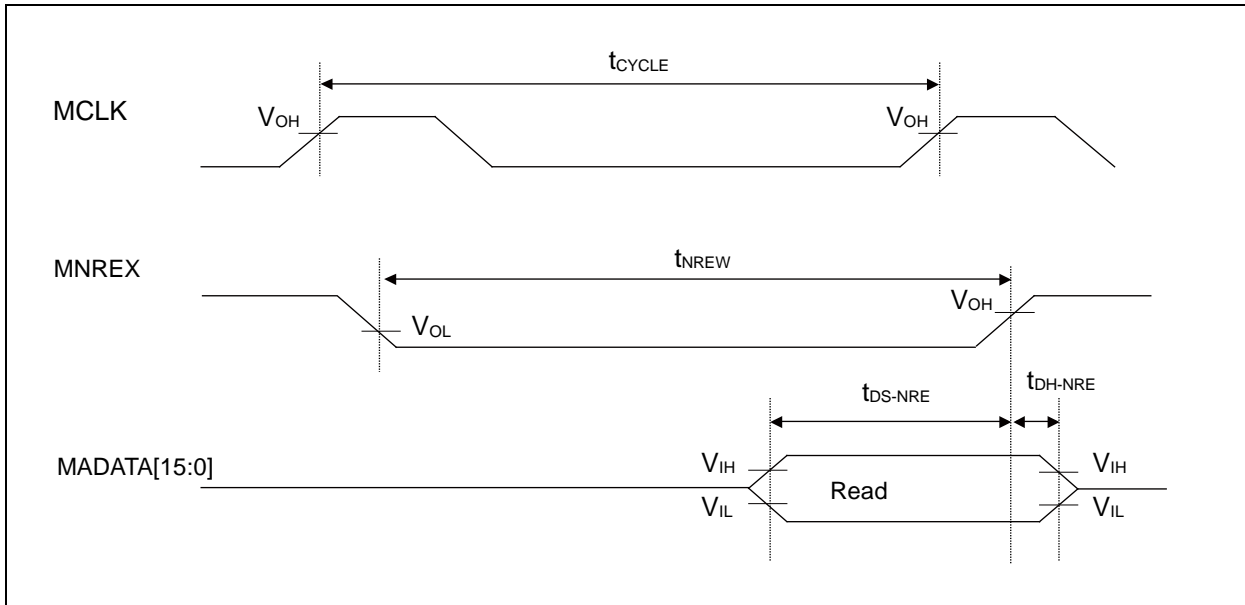 tCYCLE
MCLK
VOH
VOH
MNREX
tNREW
VOL
VOH
tDS-NRE
tDH-NRE
MADATA[15:0]
VIH
VIL
Read
VIH
VIL